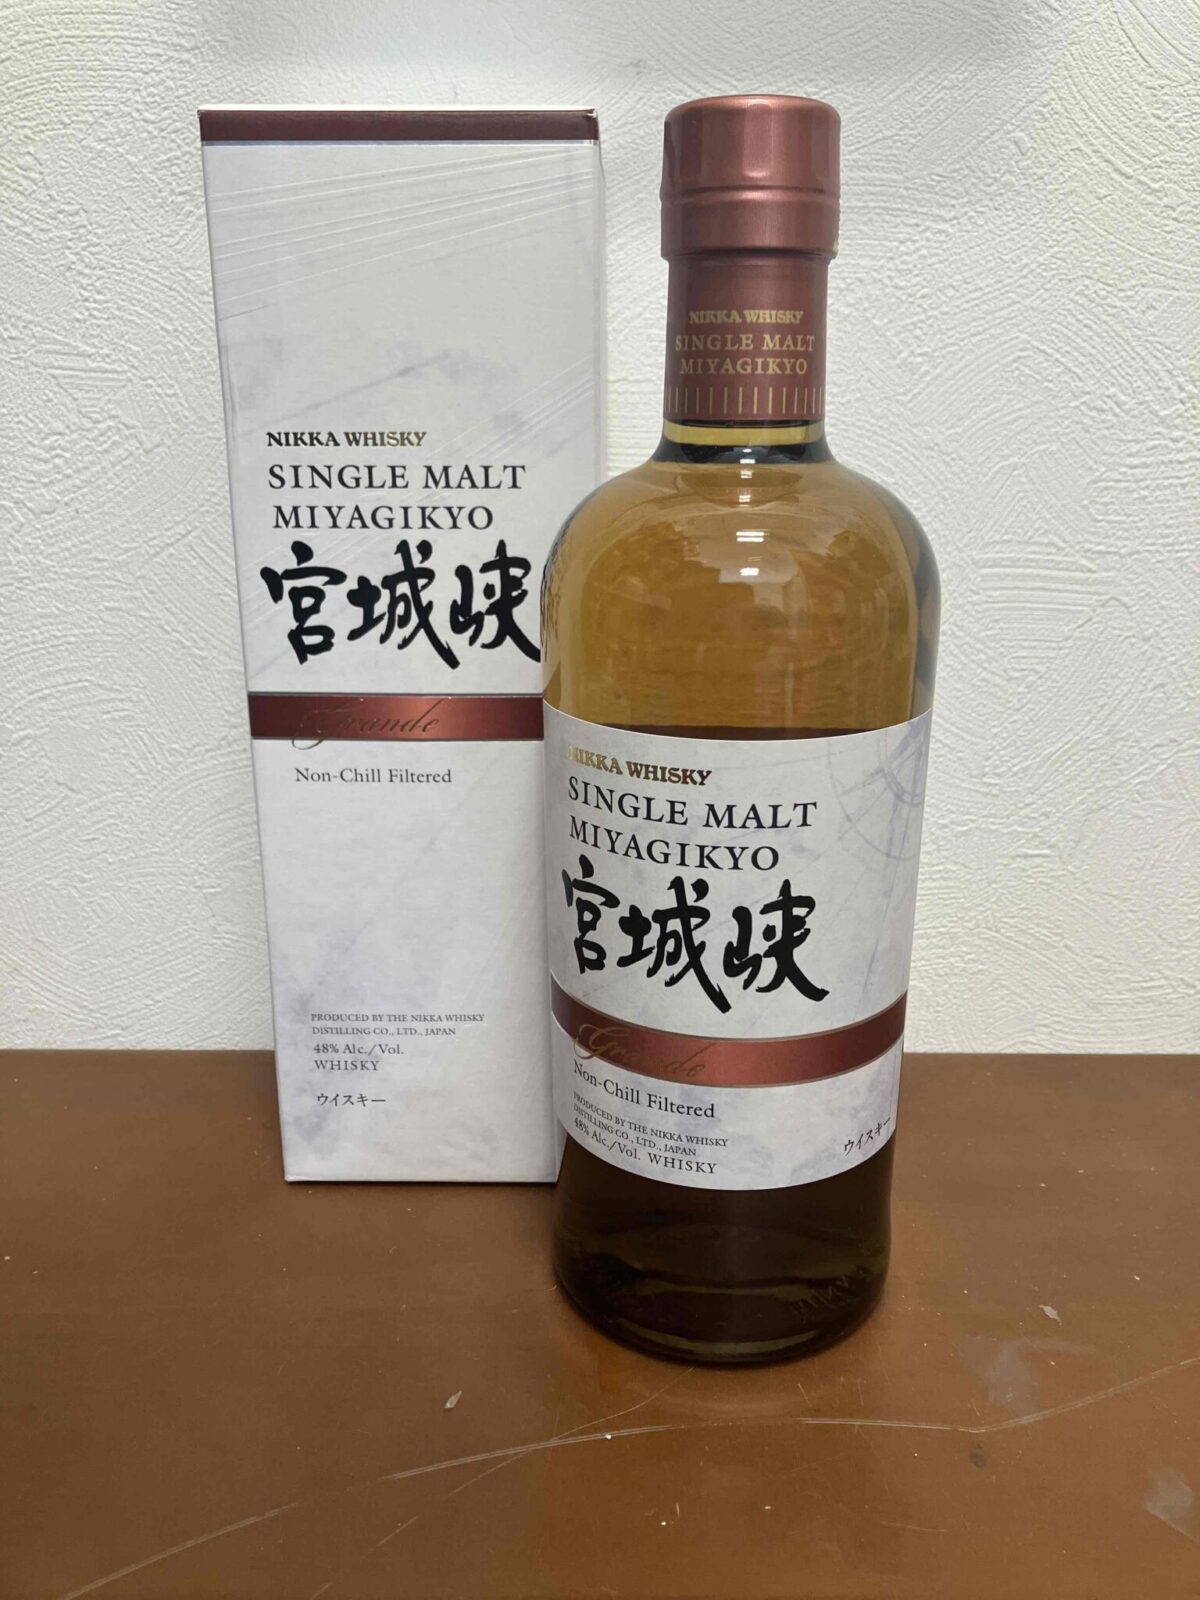 NIKKA WHISKY
SINGLE MALT
MIYAGIKYO
宮城峡
Grande
Non-Chill Filtered
PRODUCED BY THE NIKKA WHISKY
DISTILLING CO., LTD., JAPAN
48% Alc./Vol.
WHISKY
ウイスキー
NIKKA WHISKY
SINGLE MALT
MIYAGIKYO
NIKKA WHISKY
SINGLE MALT
MIYAGIKYO
宮城峡
Grande
Non-Chill Filtered
PRODUCED BY THE NIKKA WHISKY
DISTILLING CO., LTD., JAPAN
48% Alc./Vol. WHISKY
ウイスキー